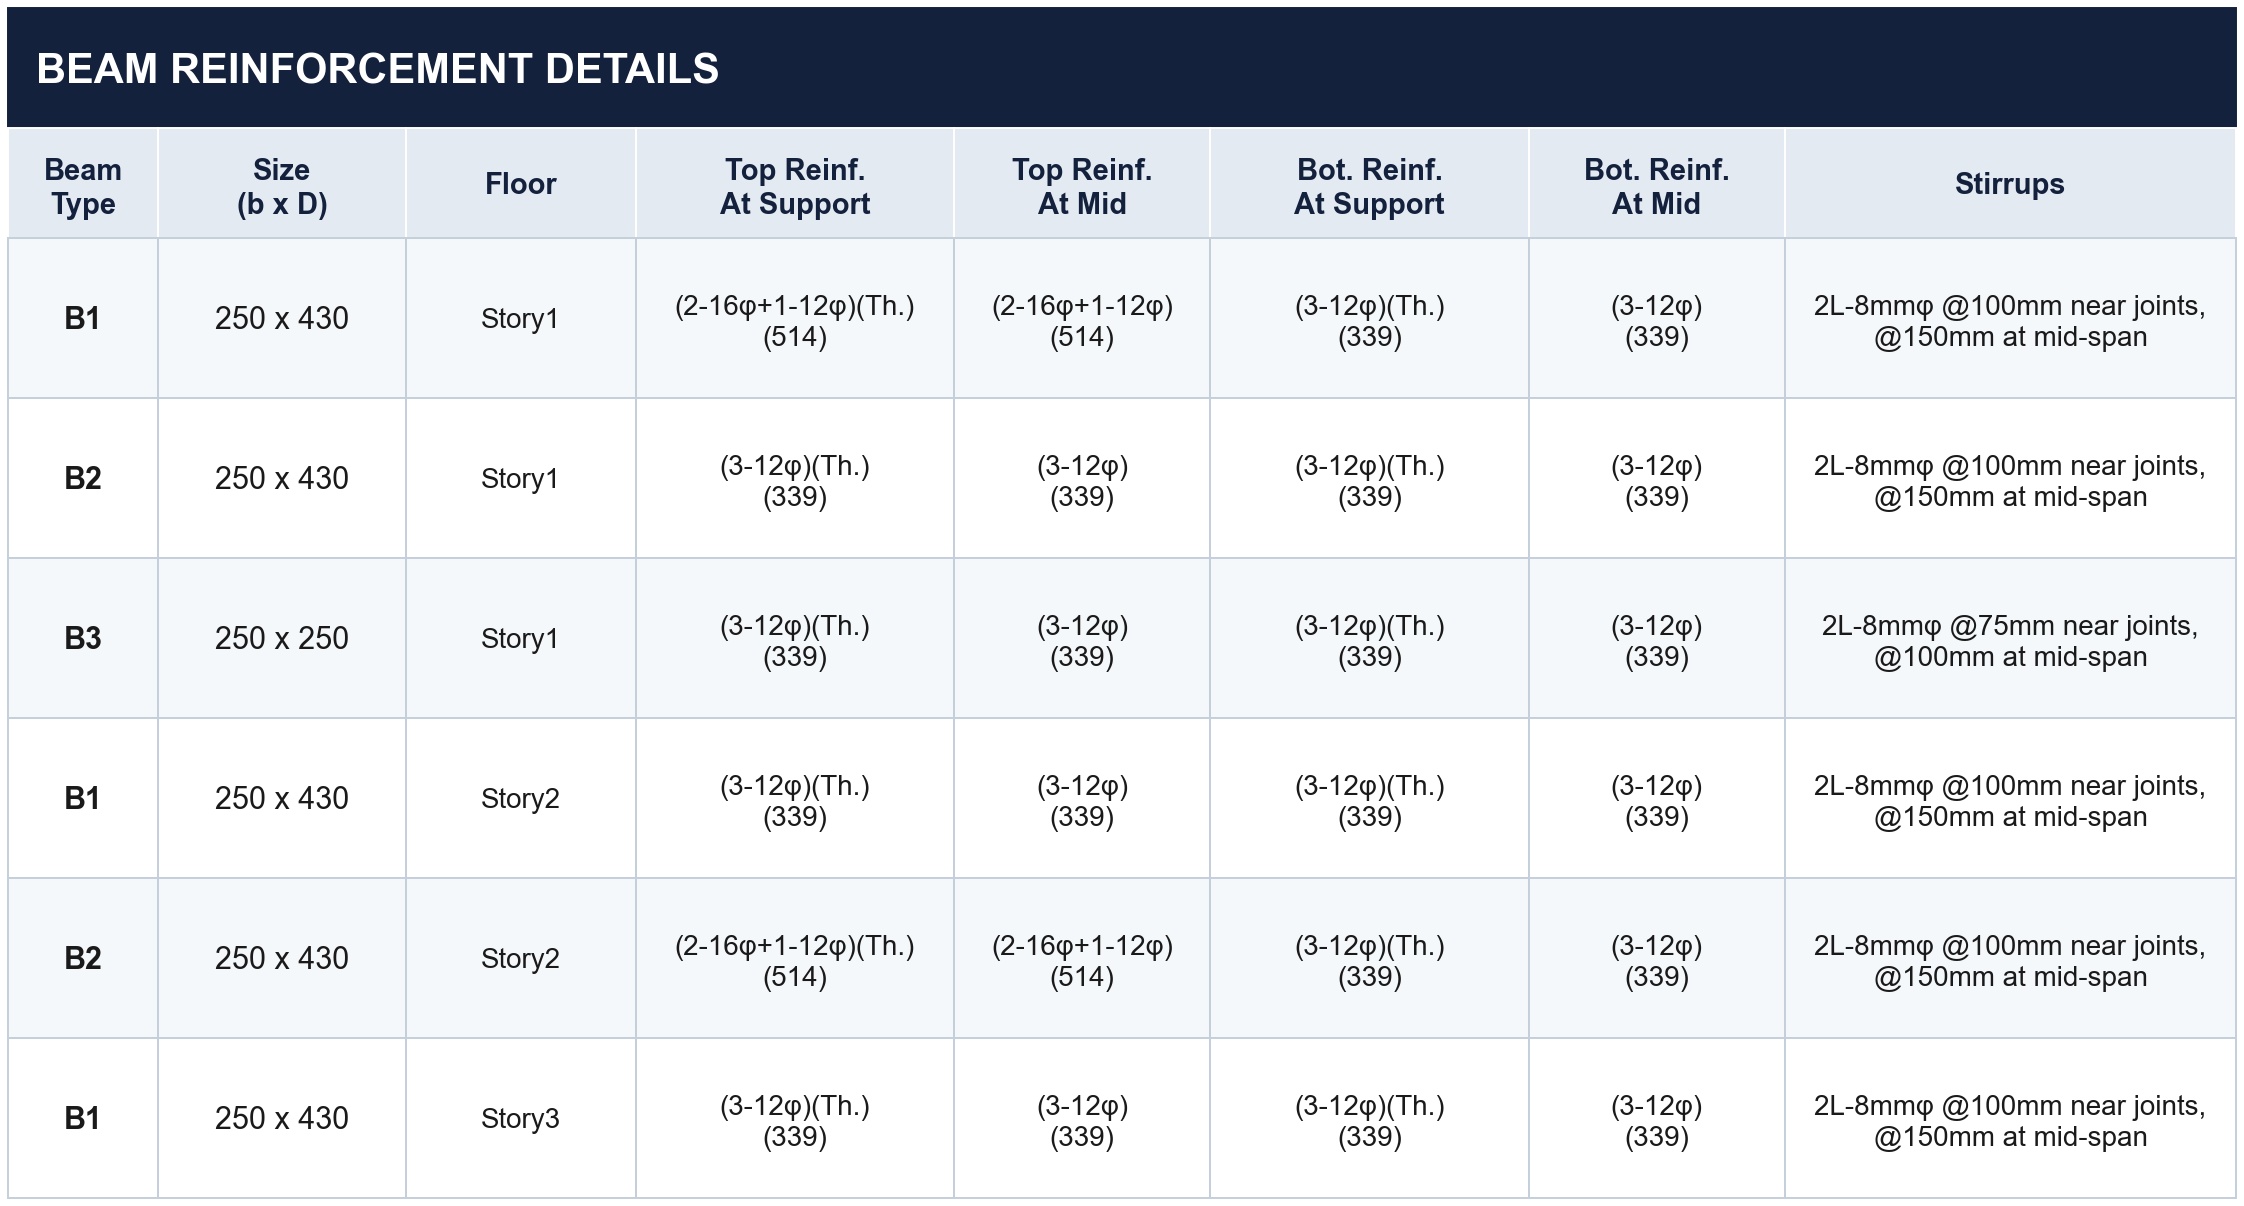 BEAM REINFORCEMENT DETAILS
Beam Type | Size (b x D) | Floor | Top Reinf. At Support | Top Reinf. At Mid | Bot. Reinf. At Support | Bot. Reinf. At Mid | Stirrups
B1 | 250 x 430 | Story1 | (2-16φ+1-12φ)(Th.) (514) | (2-16φ+1-12φ) (514) | (3-12φ)(Th.) (339) | (3-12φ) (339) | 2L-8mmφ @100mm near joints, @150mm at mid-span
B2 | 250 x 430 | Story1 | (3-12φ)(Th.) (339) | (3-12φ) (339) | (3-12φ)(Th.) (339) | (3-12φ) (339) | 2L-8mmφ @100mm near joints, @150mm at mid-span
B3 | 250 x 250 | Story1 | (3-12φ)(Th.) (339) | (3-12φ) (339) | (3-12φ)(Th.) (339) | (3-12φ) (339) | 2L-8mmφ @75mm near joints, @100mm at mid-span
B1 | 250 x 430 | Story2 | (3-12φ)(Th.) (339) | (3-12φ) (339) | (3-12φ)(Th.) (339) | (3-12φ) (339) | 2L-8mmφ @100mm near joints, @150mm at mid-span
B2 | 250 x 430 | Story2 | (2-16φ+1-12φ)(Th.) (514) | (2-16φ+1-12φ) (514) | (3-12φ)(Th.) (339) | (3-12φ) (339) | 2L-8mmφ @100mm near joints, @150mm at mid-span
B1 | 250 x 430 | Story3 | (3-12φ)(Th.) (339) | (3-12φ) (339) | (3-12φ)(Th.) (339) | (3-12φ) (339) | 2L-8mmφ @100mm near joints, @150mm at mid-span